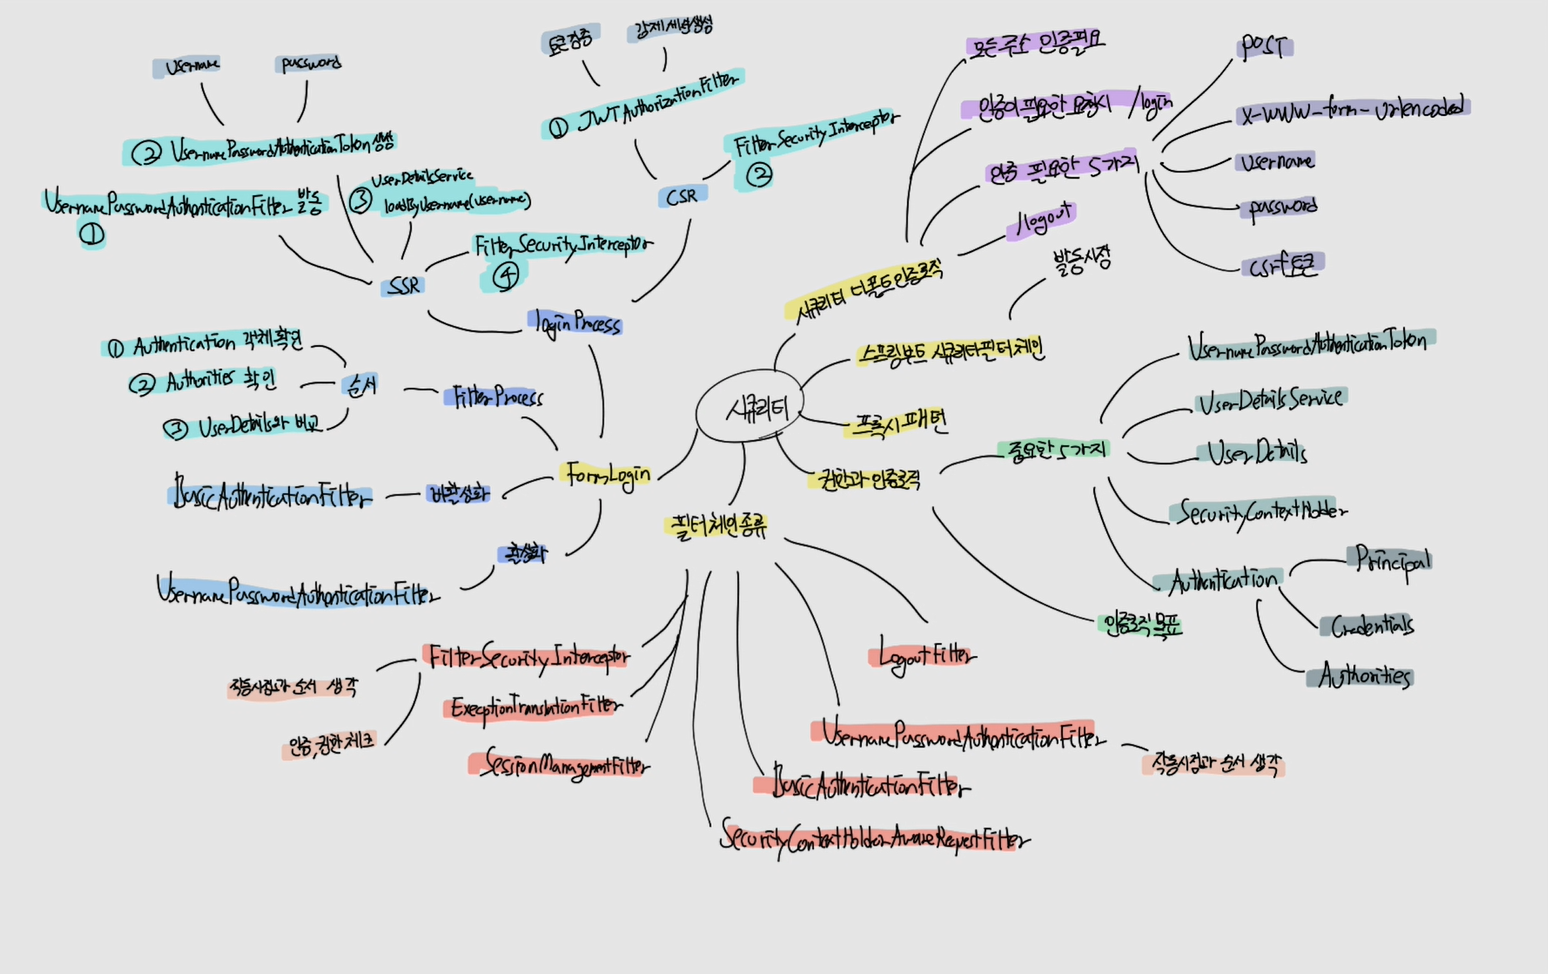 토큰검증
강제 세션생성
모든 주소 인증필요
POST
Username
password
① JWTAuthorizationFilter
인증이 필요한 요청시 /login
x-www-form-urlencoded
② UsernamePasswordAuthenticationToken 생성
FilterSecurityInterceptor
②
인증 필요한 5가지
username
③ UserDetailsService
loadByUsername(username)
UsernamePasswordAuthenticationFilter 발동
①
CSR
password
/logout
FilterSecurityInterceptor
④
발동시점
csrf토큰
SSR
시큐리티 디폴트인증로직
loginProcess
① Authentication 객체 확인
스프링부트 시큐리티필터 체인
UsernamePasswordAuthenticationToken
② Authorities 확인
순서
FilterProcess
시큐리티
UserDetailsService
③ UserDetails와 비교
프록시 패턴
중요한 5가지
UserDetails
FormLogin
권한과 인증로직
BasicAuthenticationFilter
비활성화
필터체인종류
SecurityContextHolder
활성화
UsernamePasswordAuthenticationFilter
Authentication
Principal
인증로직 목표
Credentials
FilterSecurityInterceptor
LogoutFilter
Authorities
작동시점과 순서 생각
ExeceptionTranslationFilter
인증, 권한 체크
UsernamePasswordAuthenticationFilter
SessionManagementFilter
작동시점과 순서 생각
BasicAuthenticationFilter
SecurityContextHolderAwareRequestFilter